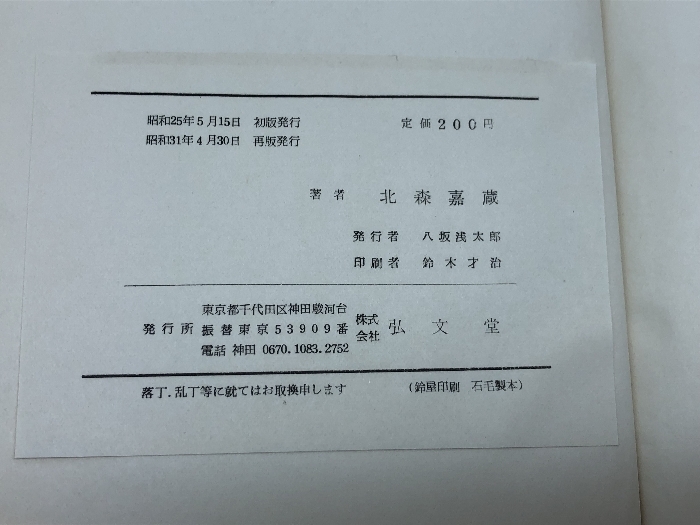 昭和25年5月15日 初版発行
昭和31年4月30日 再版発行
定価200円
著者 北森嘉蔵
発行者 八坂浅太郎
印刷者 鈴木才治
東京都千代田区神田駿河台
発行所 振替東京53909番 株式会社 弘文堂
電話 神田 0670.1083.2752
落丁.乱丁等に就てはお取換申します (鈴屋印刷 石毛製本)